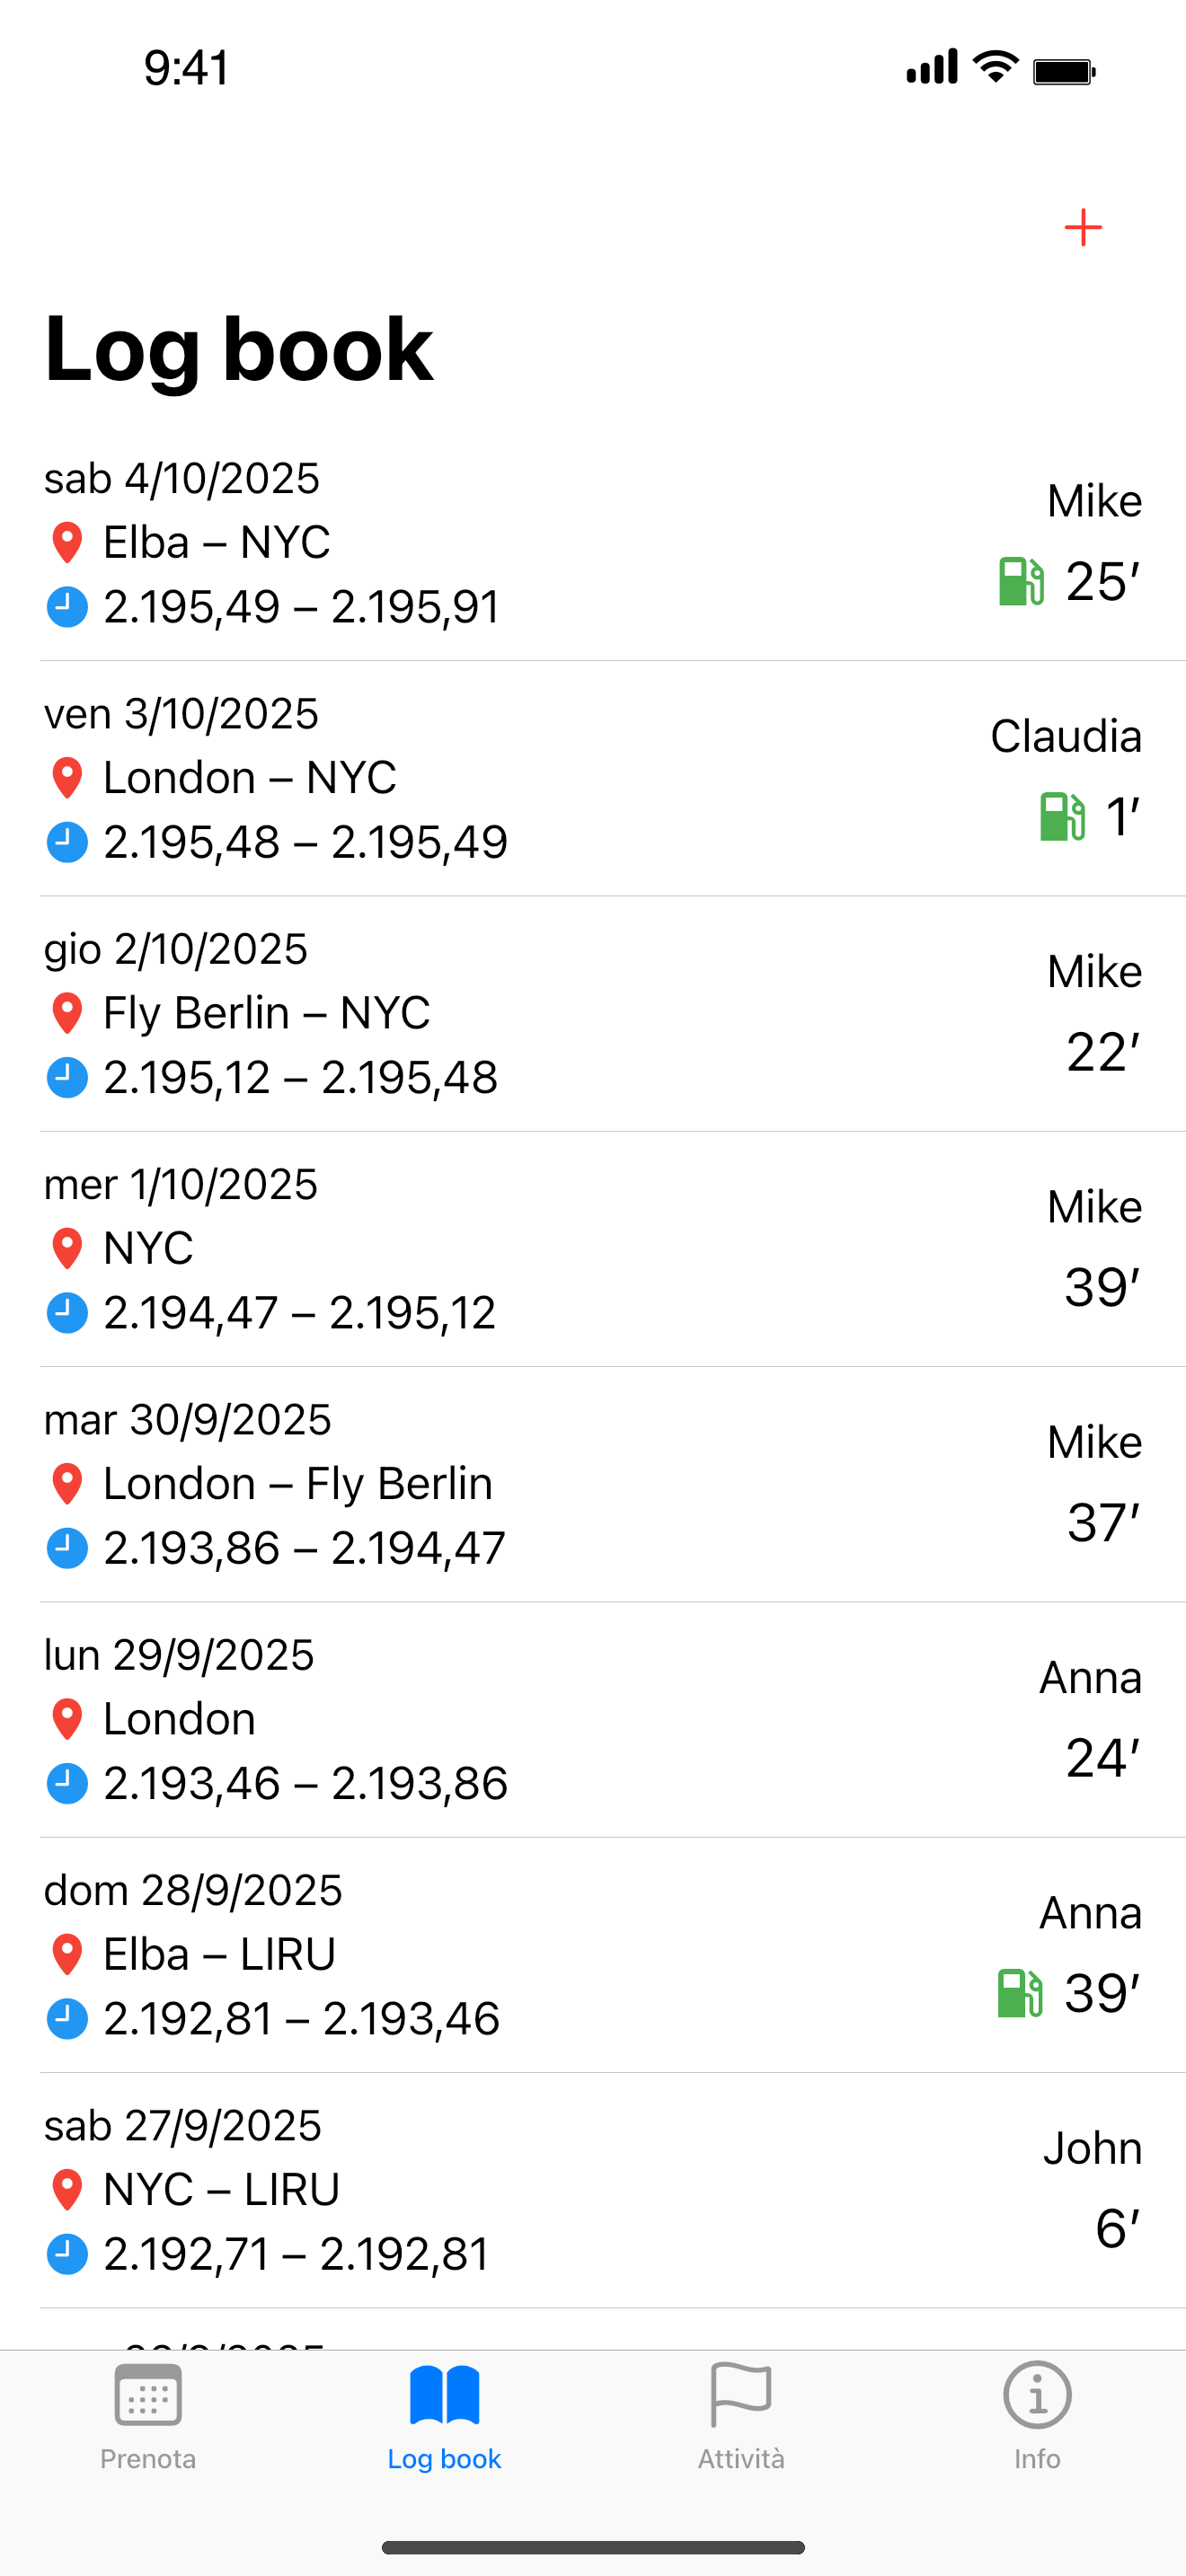 9:41
Log book
sab 4/10/2025
Mike
Elba – NYC
25′
2.195,49 – 2.195,91
ven 3/10/2025
Claudia
London – NYC
1′
2.195,48 – 2.195,49
gio 2/10/2025
Mike
Fly Berlin – NYC
22′
2.195,12 – 2.195,48
mer 1/10/2025
Mike
NYC
39′
2.194,47 – 2.195,12
mar 30/9/2025
Mike
London – Fly Berlin
37′
2.193,86 – 2.194,47
lun 29/9/2025
Anna
London
24′
2.193,46 – 2.193,86
dom 28/9/2025
Anna
Elba – LIRU
39′
2.192,81 – 2.193,46
sab 27/9/2025
John
NYC – LIRU
6′
2.192,71 – 2.192,81
Prenota
Log book
Attività
Info